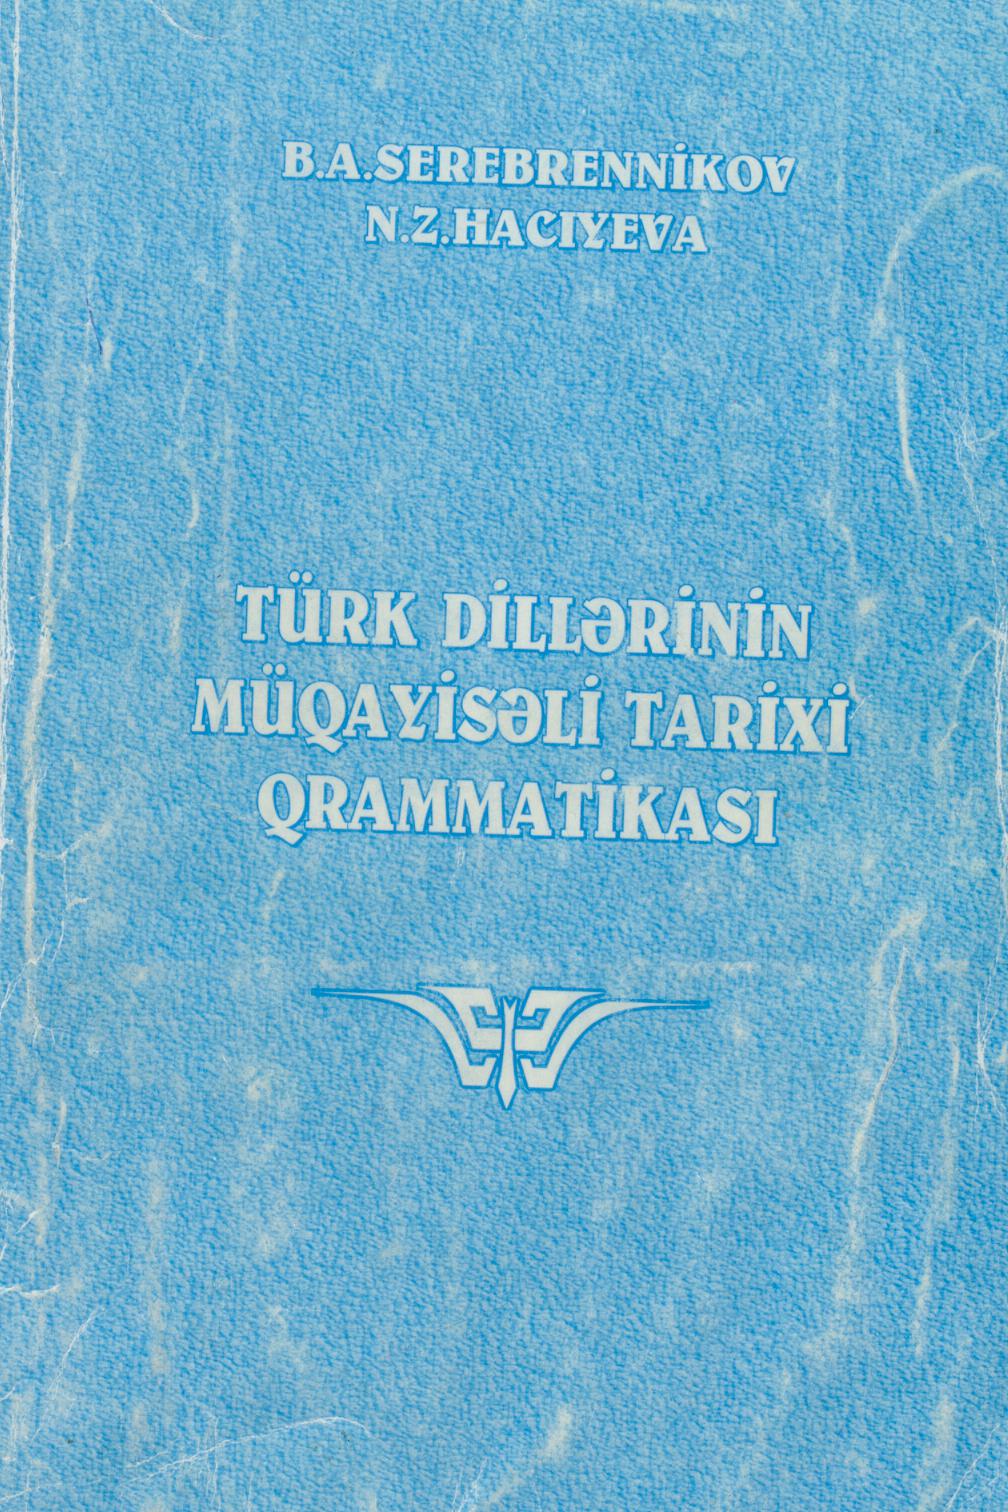 B.A.SEREBRENNİKOV
N.Z.HACIYEVA
TÜRK DİLLƏRİNİN
MÜQAYİSƏLİ TARİXİ
QRAMMATİKASI